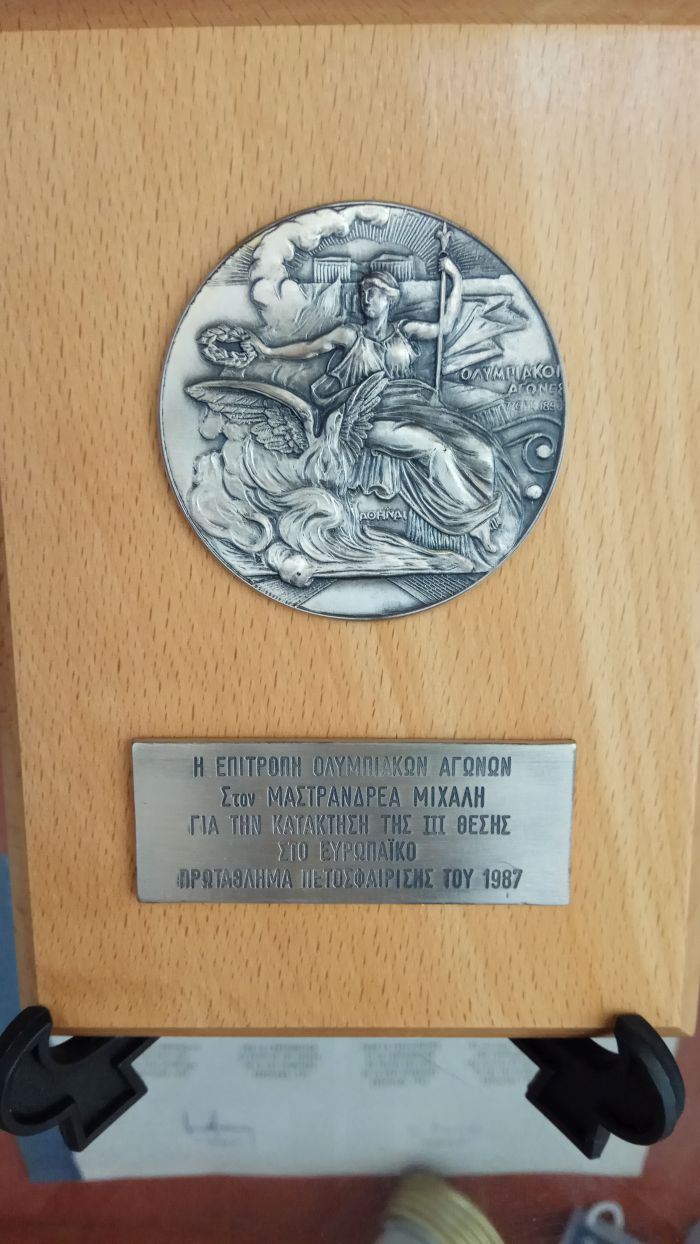 ΟΛΥΜΠΙΑΚΟΙ
ΑΓΩΝΕΣ
ΑΘΗΝΑΙ
Η ΕΠΙΤΡΟΠΗ ΟΛΥΜΠΙΑΚΩΝ ΑΓΩΝΩΝ
Στον ΜΑΣΤΡΑΝΔΡΕΑ ΜΙΧΑΛΗ
ΓΙΑ ΤΗΝ ΚΑΤΑΚΤΗΣΗ ΤΗΣ ΙΙΙ ΘΕΣΗΣ
ΣΤΟ ΕΥΡΩΠΑΪΚΟ
ΠΡΩΤΑΘΛΗΜΑ ΠΕΤΟΣΦΑΙΡΙΣΗΣ ΤΟΥ 1987